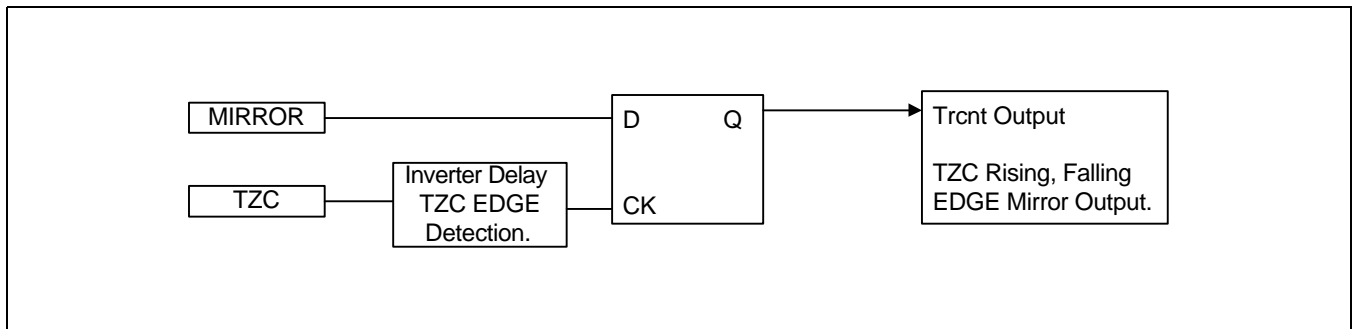 MIRROR
TZC
Inverter Delay
TZC EDGE
Detection.
D Q
CK
Trcnt Output
TZC Rising, Falling
EDGE Mirror Output.